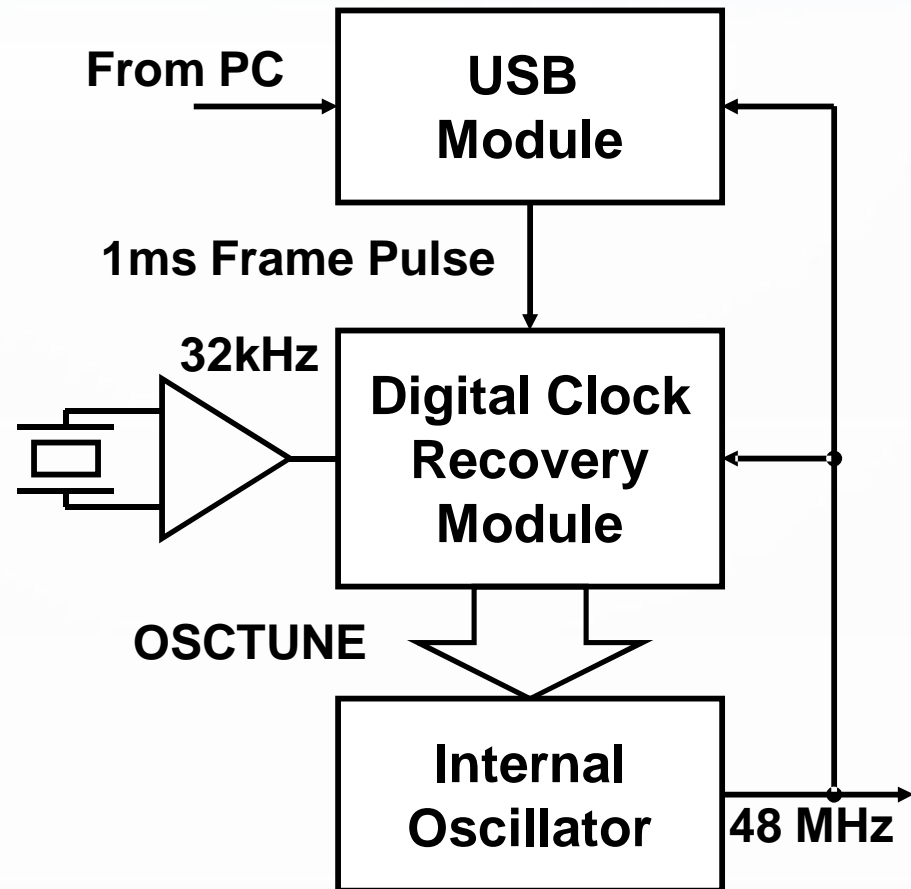 From PC
USB
Module
1ms Frame Pulse
32kHz
Digital Clock
Recovery
Module
OSCTUNE
Internal
Oscillator
48 MHz